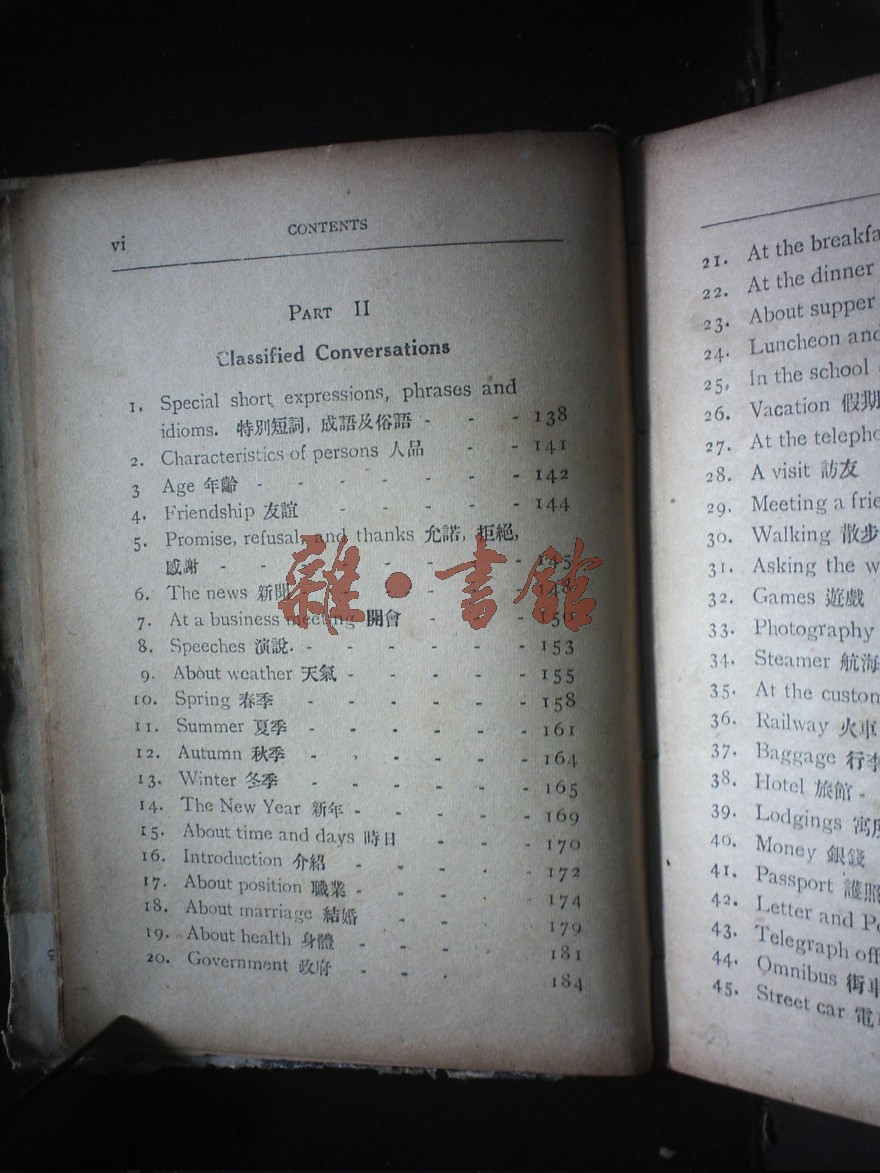 vi CONTENTS
PART II
Classified Conversations
1. Special short expressions, phrases and
idioms. 特別短詞, 成語及俗語 - - - 138
2. Characteristics of persons 人品 - - 141
3 Age 年齡 - - - - - - 142
4. Friendship 友誼 - - - - - 144
5. Promise, refusal, and thanks 允諾, 拒絕,
感謝 - - - - - - - 145
6. The news 新聞
7. At a business meeting 開會 - - -
8. Speeches 演說. - - - - - - 153
9. About weather 天氣 - - - - - 155
10. Spring 春季 - - - - - - 158
11. Summer 夏季 - - - - - - 161
12. Autumn 秋季 - - - - - - 164
13. Winter 冬季 - - - - - - 165
14. The New Year 新年 - - - - - 169
15. About time and days 時日 - - - 170
16. Introduction 介紹 - - - - - 172
17. About position 職業 - - - - - 174
18. About marriage 結婚 - - - - 179
19. About health 身體 - - - - - 181
20. Government 政府 - - - - 184
雜·書館
21. At the
22. At the dinner
23. About supper
24. Luncheon and
25. In the school
26. Vacation 假期
27. At the
28. A visit 訪友
29. Meeting a
30. Walking 散步
31. Asking the
32. Games 遊戲
33. Photography
34. Steamer 航海
35. At the
36. Railway 火車
37. Baggage 行李
38. Hotel 旅館 -
39. Lodgings 寓
40. Money 銀錢
41. Passport 護照
42. Letter and
43. Telegraph
44. Omnibus 街車
45. Street car 電